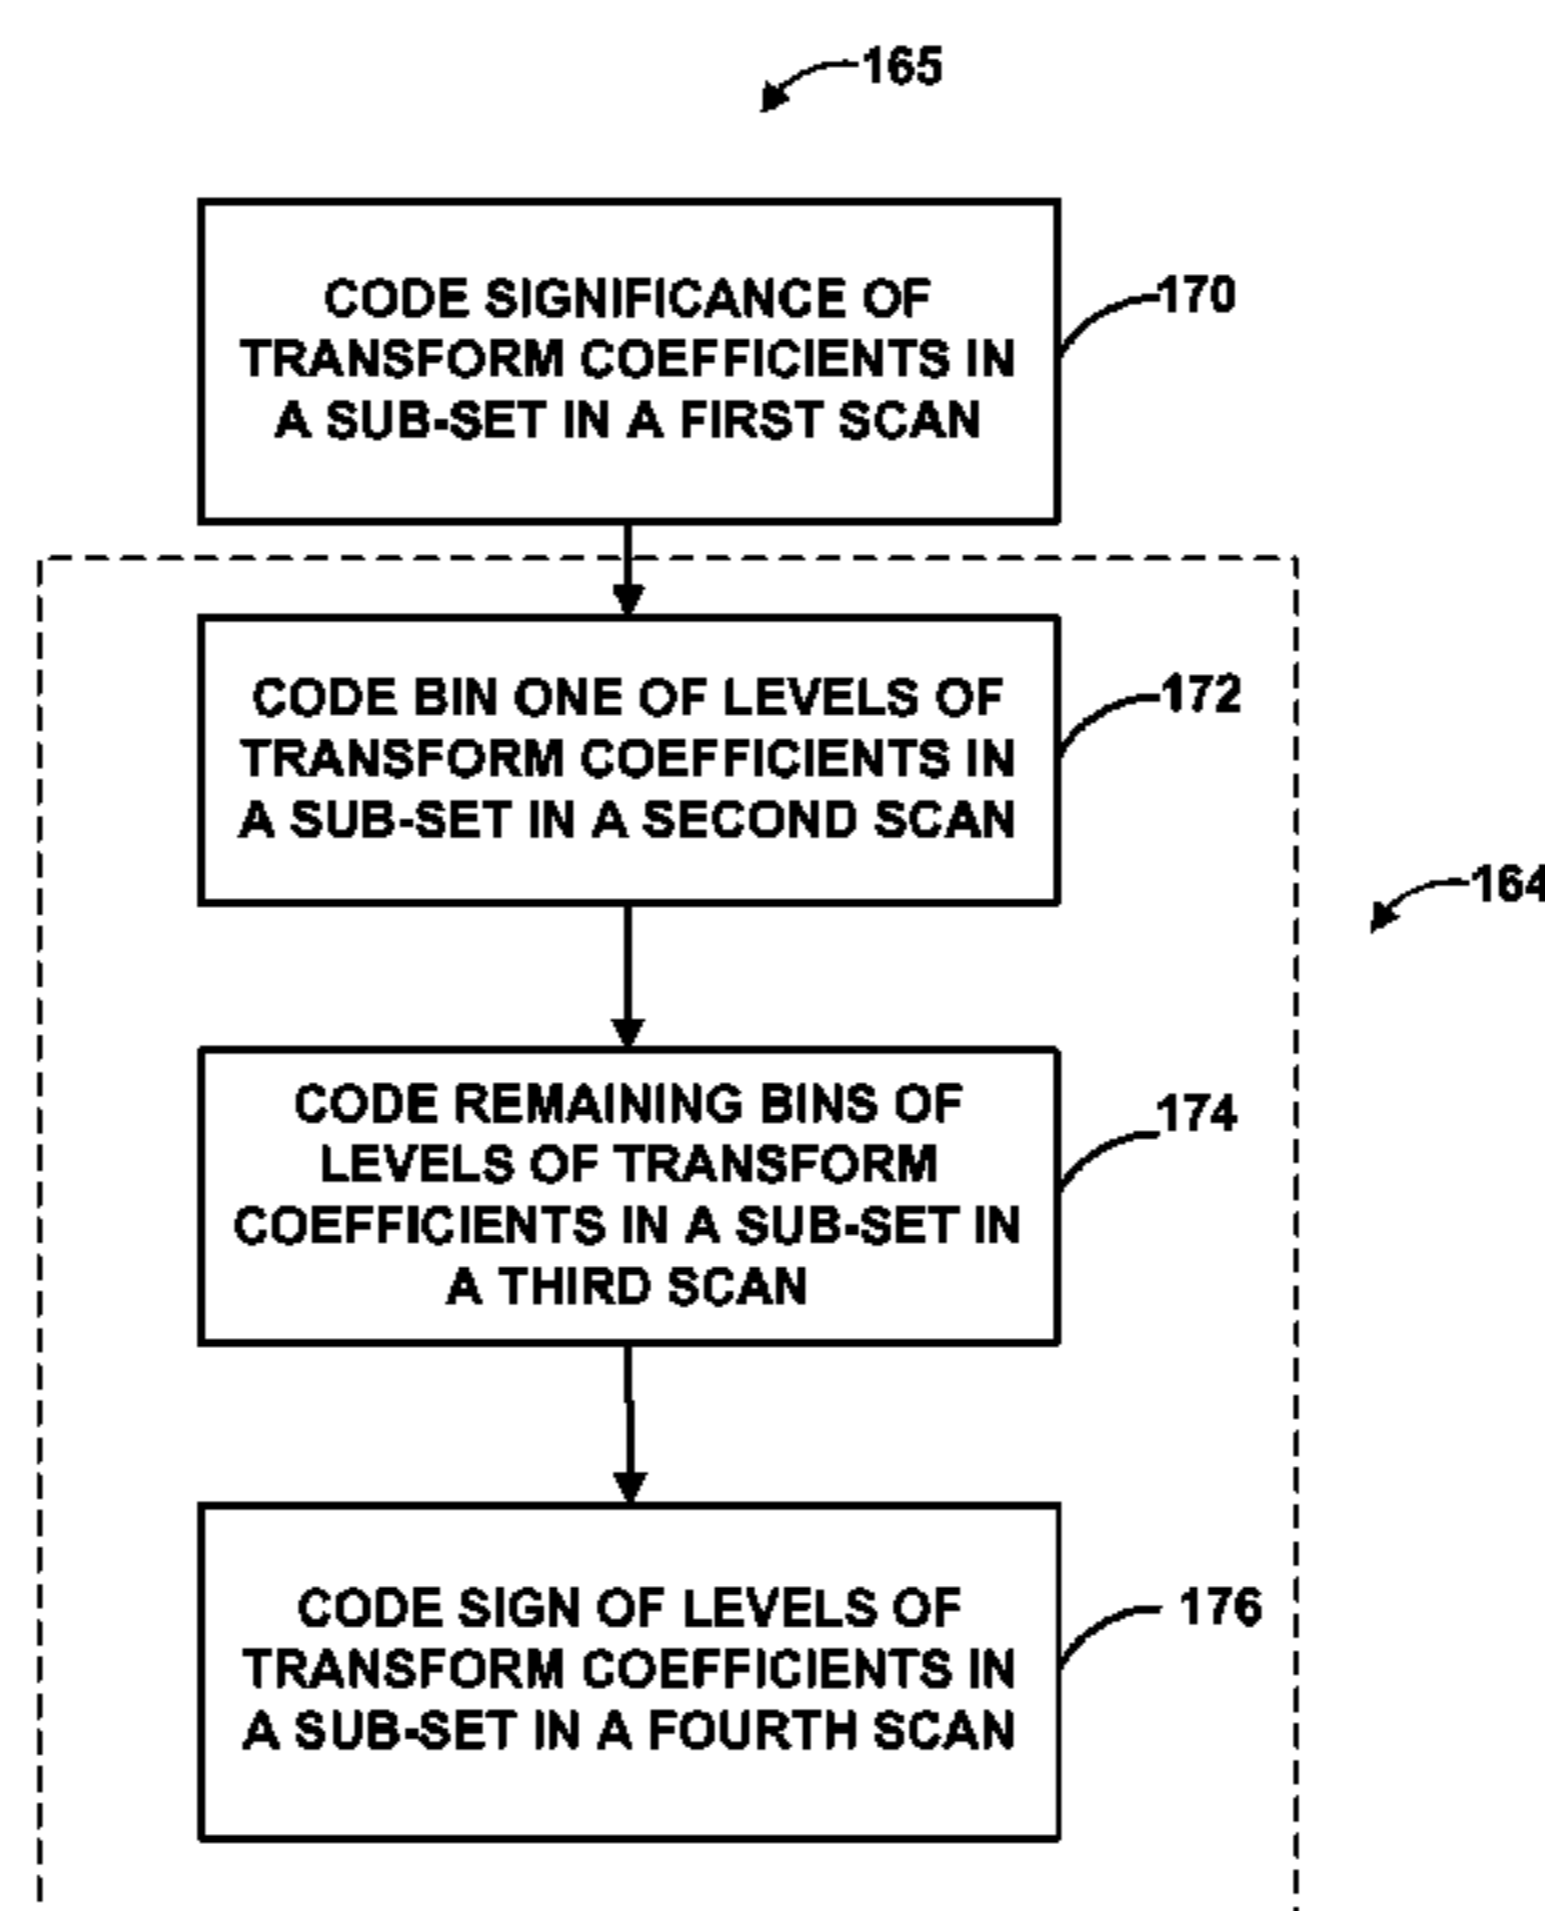 165
CODE SIGNIFICANCE OF
TRANSFORM COEFFICIENTS IN
A SUB-SET IN A FIRST SCAN
170
CODE BIN ONE OF LEVELS OF
TRANSFORM COEFFICIENTS IN
A SUB-SET IN A SECOND SCAN
172
164
CODE REMAINING BINS OF
LEVELS OF TRANSFORM
COEFFICIENTS IN A SUB-SET IN
A THIRD SCAN
174
CODE SIGN OF LEVELS OF
TRANSFORM COEFFICIENTS IN
A SUB-SET IN A FOURTH SCAN
176